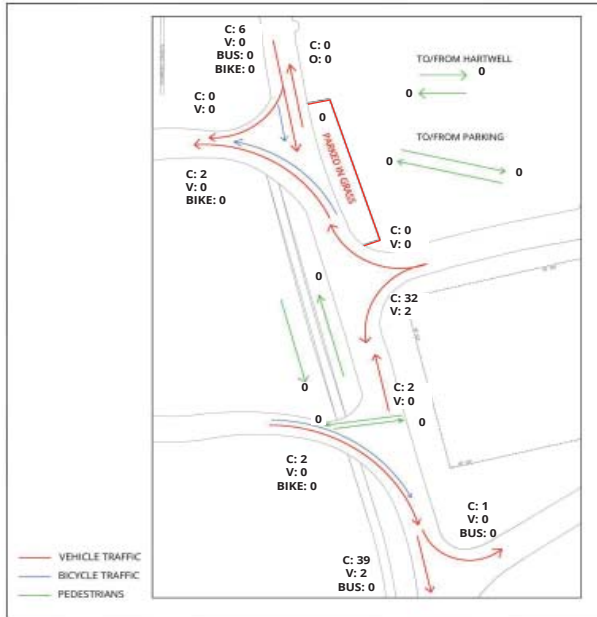 C: 6
V: 0
BUS: 0
BIKE: 0
C: 0
O: 0
TO/FROM HARTWELL
0
0
C: 0
V: 0
0
PARKED IN GRASS
TO/FROM PARKING
0
0
C: 2
V: 0
BIKE: 0
C: 0
V: 0
0
C: 32
V: 2
0
C: 2
V: 0
0
0
C: 2
V: 0
BIKE: 0
C: 1
V: 0
BUS: 0
C: 39
V: 2
BUS: 0
VEHICLE TRAFFIC
BICYCLE TRAFFIC
PEDESTRIANS